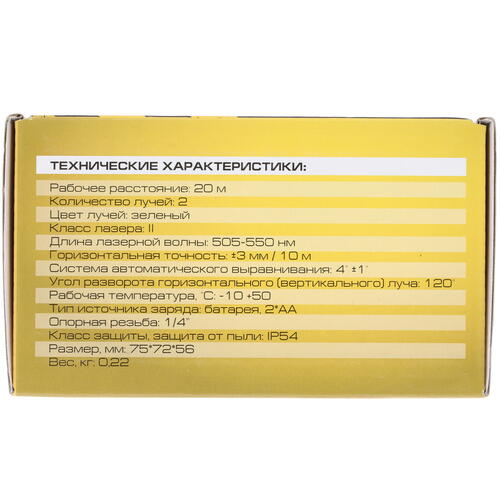 ТЕХНИЧЕСКИЕ ХАРАКТЕРИСТИКИ:
Рабочее расстояние: 20 м
Количество лучей: 2
Цвет лучей: зеленый
Класс лазера: II
Длина лазерной волны: 505-550 нм
Горизонтальная точность: ±3 мм / 10 м
Система автоматического выравнивания: 4° ±1°
Угол разворота горизонтального (вертикального) луча: 120°
Рабочая температура, °С: -10 +50
Тип источника заряда: батарея, 2*АА
Опорная резьба: 1/4"
Класс защиты, защита от пыли: IP54
Размер, мм: 75*72*56
Вес, кг: 0,22